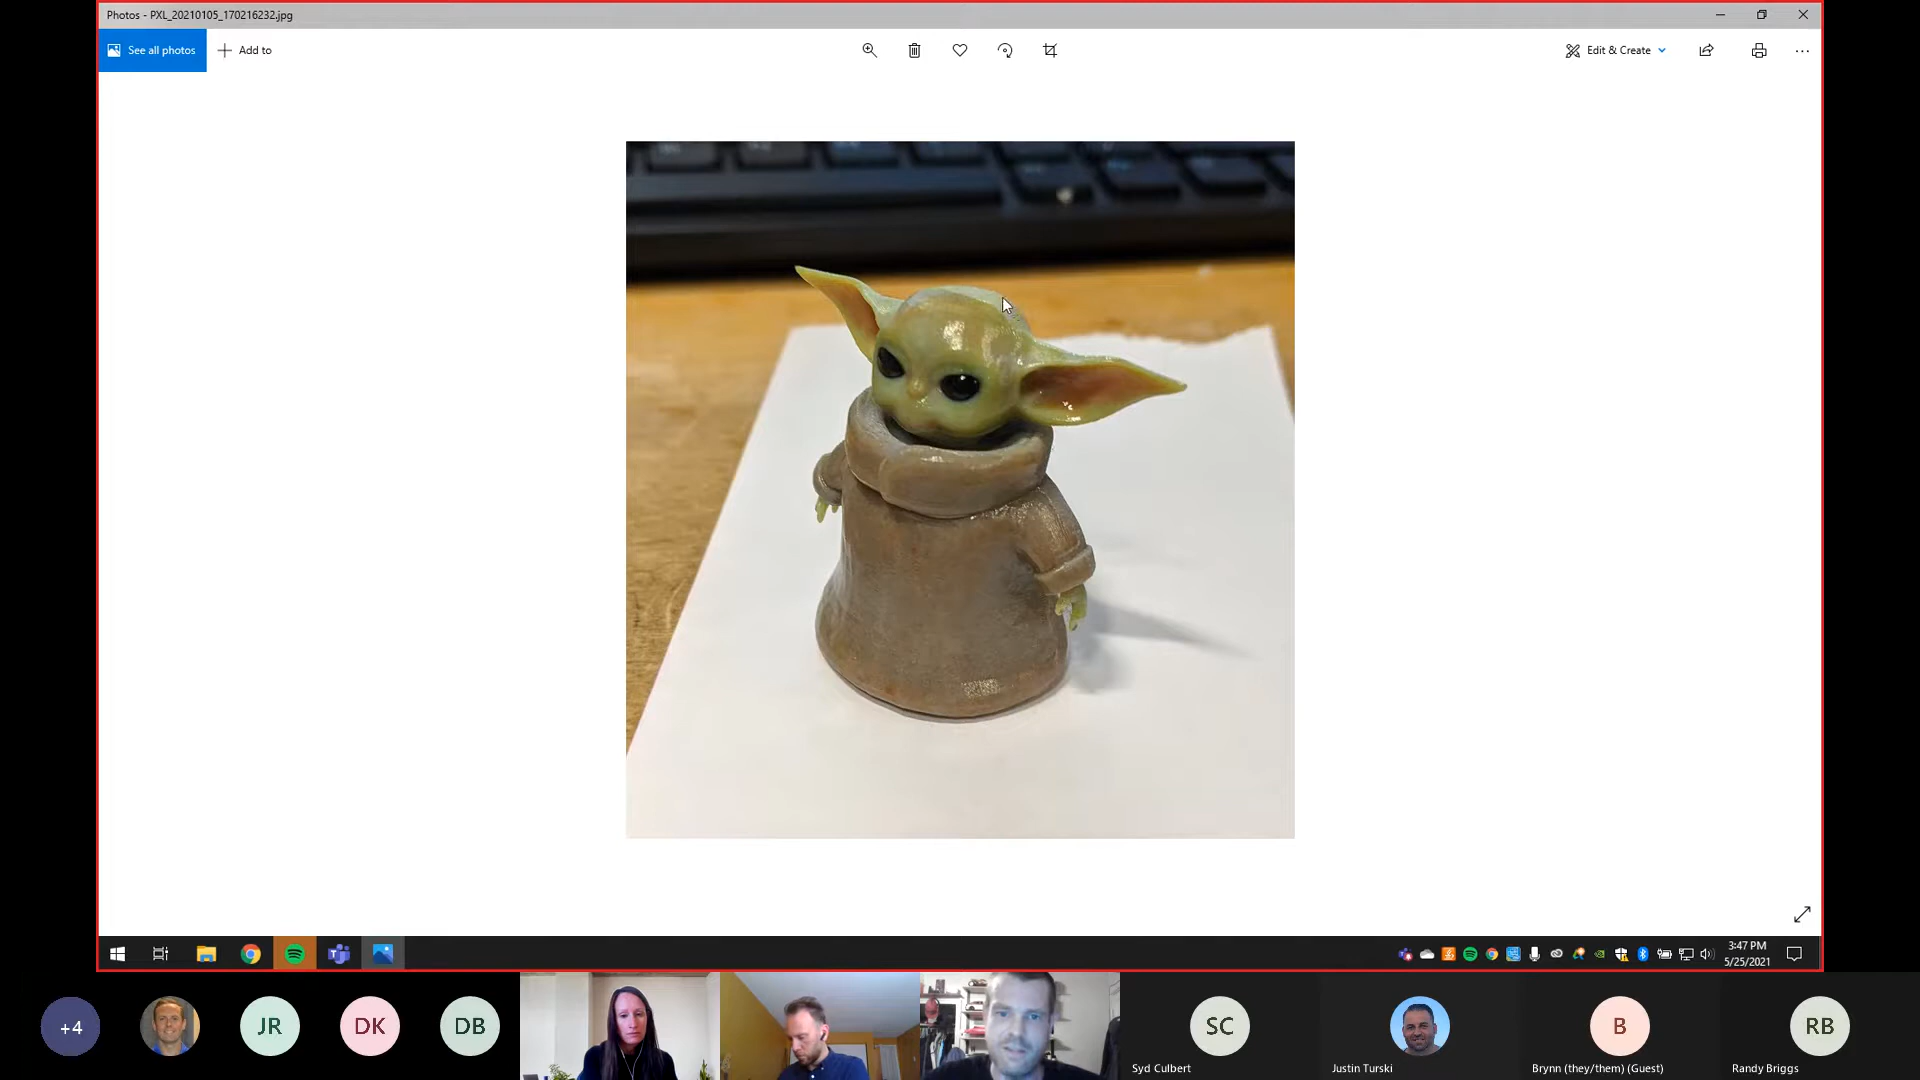 Photos - PXL_20210105_170216232.jpg
See all photos
Add to
Edit & Create
3:47 PM
5/25/2021
+4
JR
DK
DB
SC
B
RB
Syd Culbert
Justin Turski
Brynn (they/them) (Guest)
Randy Briggs